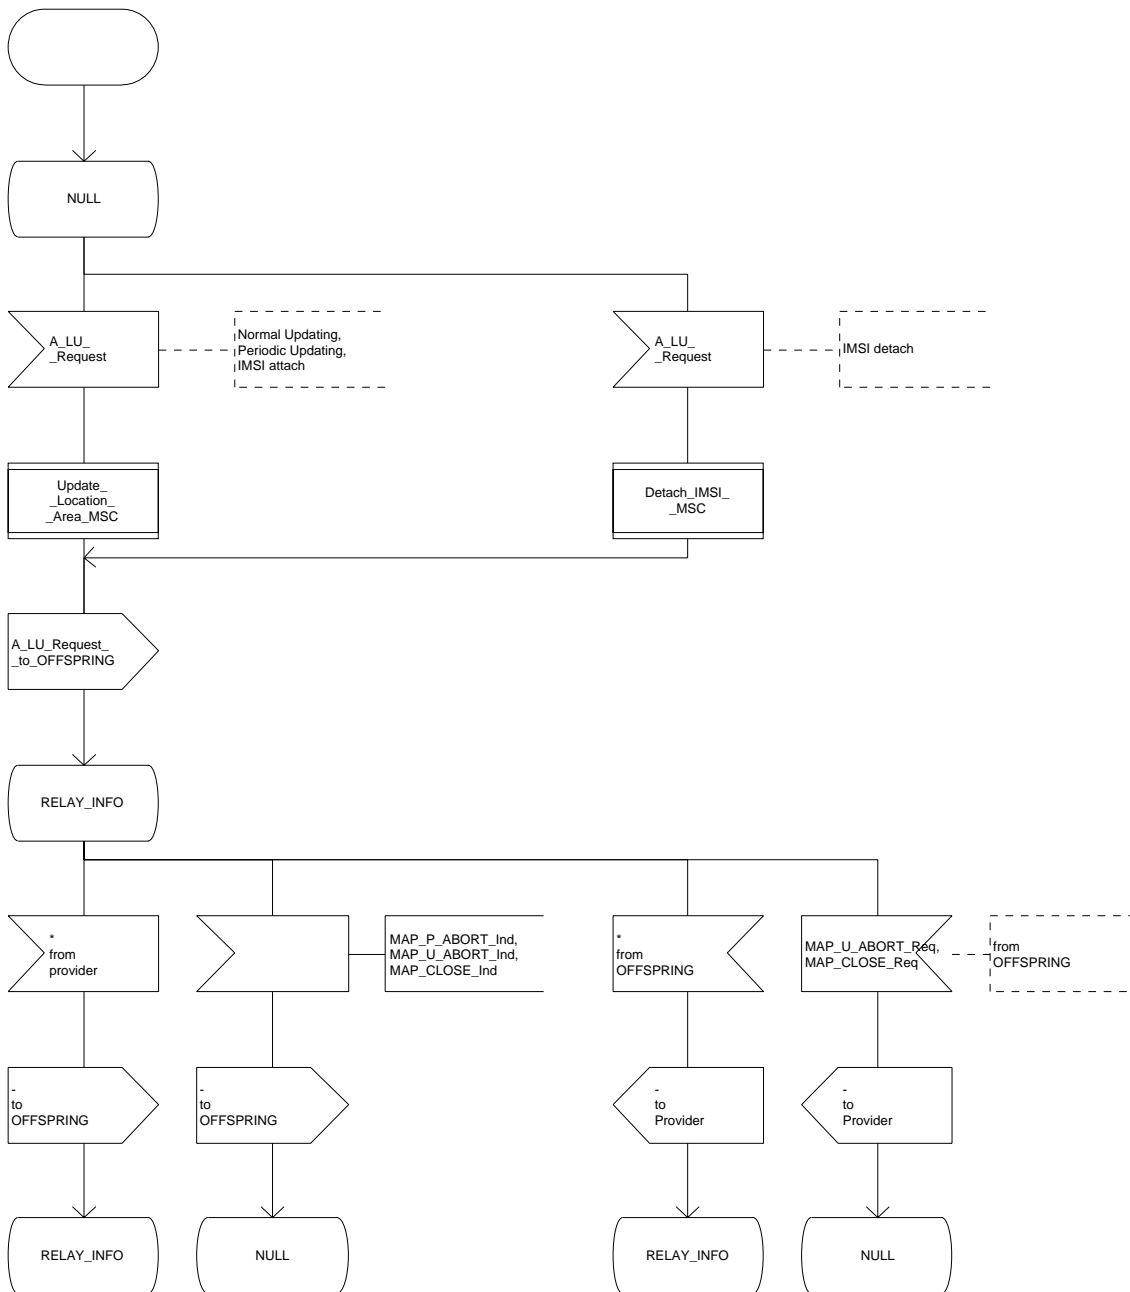 NULL
A_LU_
_Request
Normal Updating,
Periodic Updating,
IMSI attach
A_LU_
_Request
IMSI detach
Update_
_Location_
_Area_MSC
Detach_IMSI_
_MSC
A_LU_Request_
_to_OFFSPRING
RELAY_INFO
*
from
provider
MAP_P_ABORT_Ind,
MAP_U_ABORT_Ind,
MAP_CLOSE_Ind
*
from
OFFSPRING
MAP_U_ABORT_Req,
MAP_CLOSE_Req
from
OFFSPRING
-
to
OFFSPRING
-
to
OFFSPRING
-
to
Provider
-
to
Provider
RELAY_INFO
NULL
RELAY_INFO
NULL